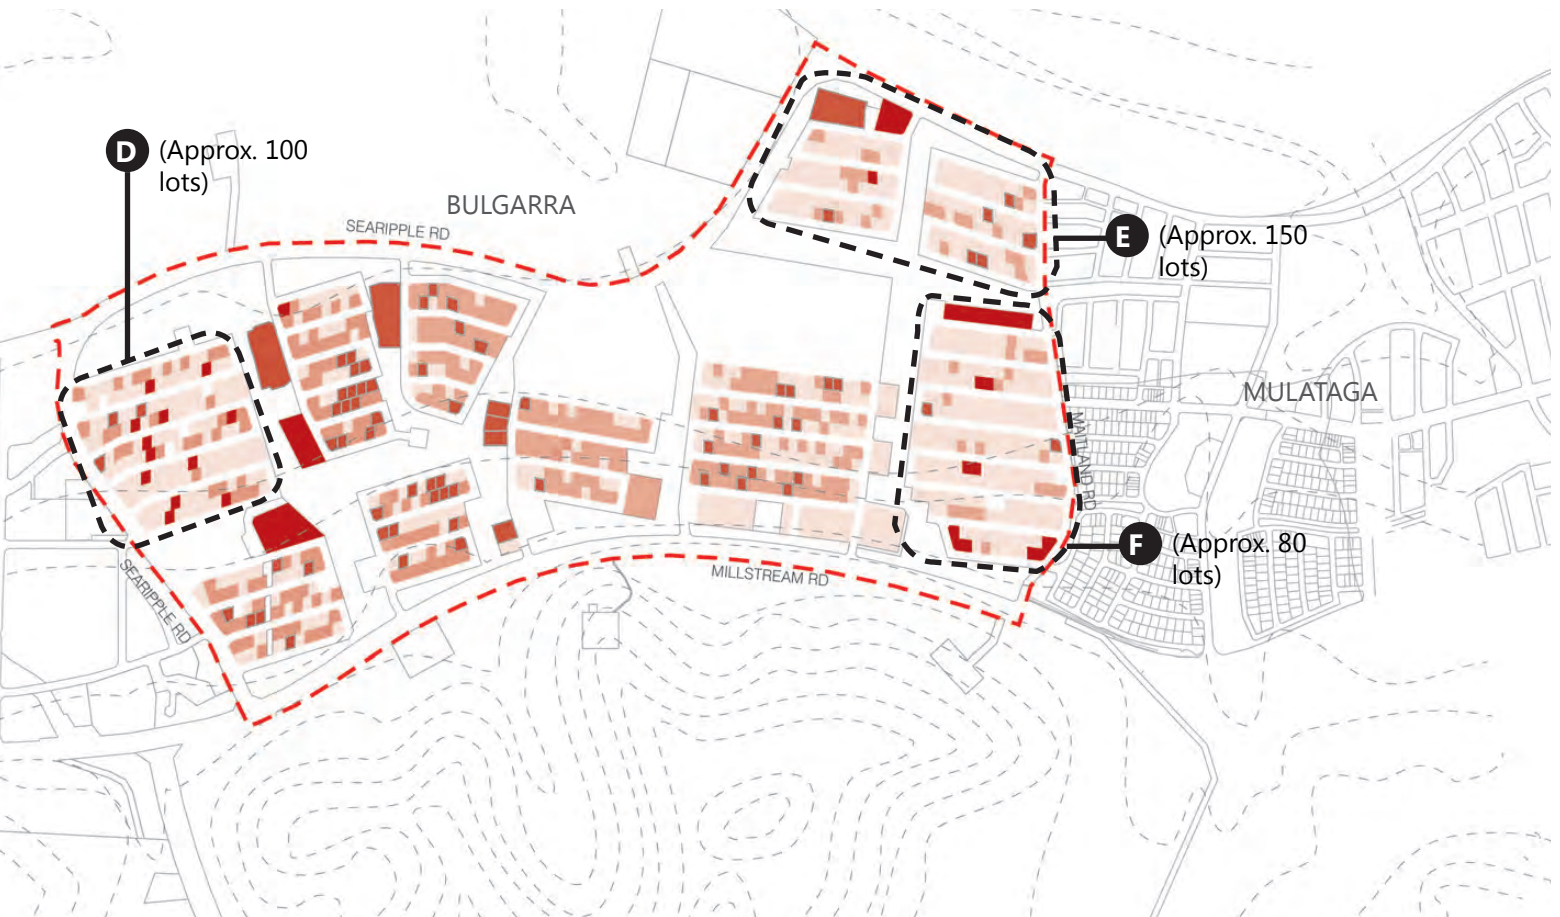 D (Approx. 100
lots)
BULGARRA
SEARIPPLE RD
E (Approx. 150
lots)
MULATAGA
MAITLAND RD
F (Approx. 80
lots)
SEARIPPLE RD
MILLSTREAM RD